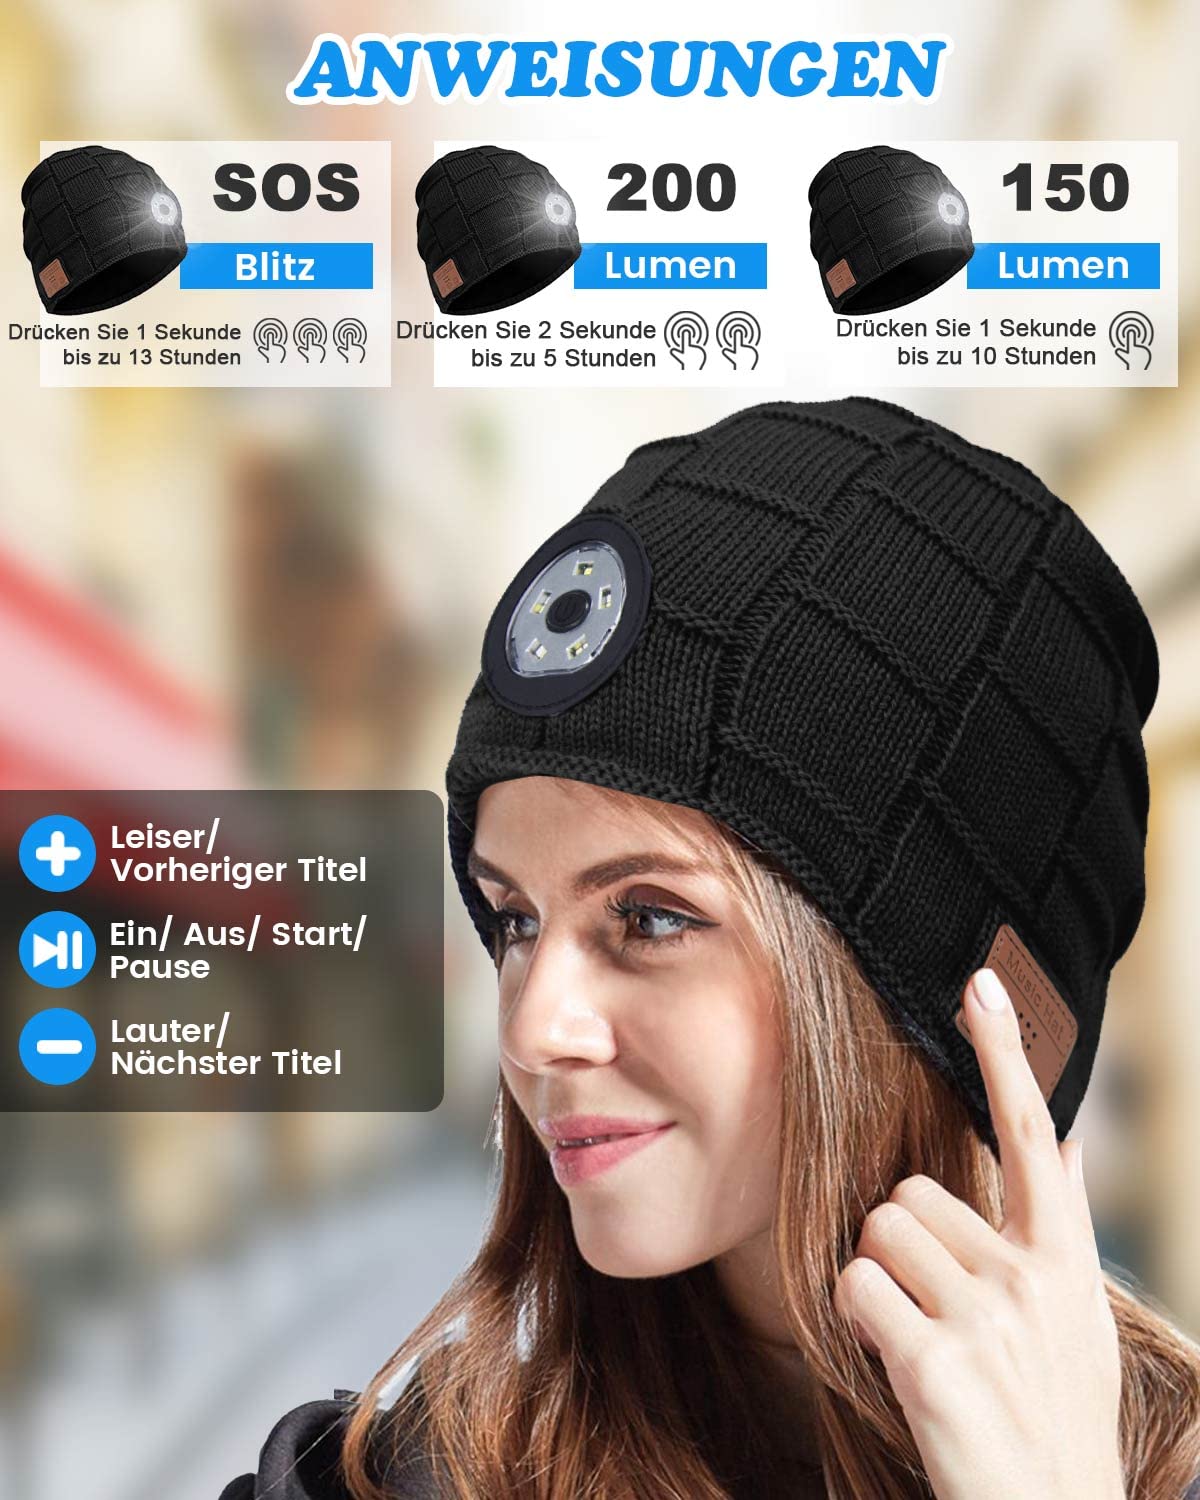 ANWEISUNGEN
SOS
Blitz
Drücken Sie 1 Sekunde
bis zu 13 Stunden
200
Lumen
Drücken Sie 2 Sekunde
bis zu 5 Stunden
150
Lumen
Drücken Sie 1 Sekunde
bis zu 10 Stunden
Leiser/
Vorheriger Titel
Ein/ Aus/ Start/
Pause
Lauter/
Nächster Titel
Music Hat